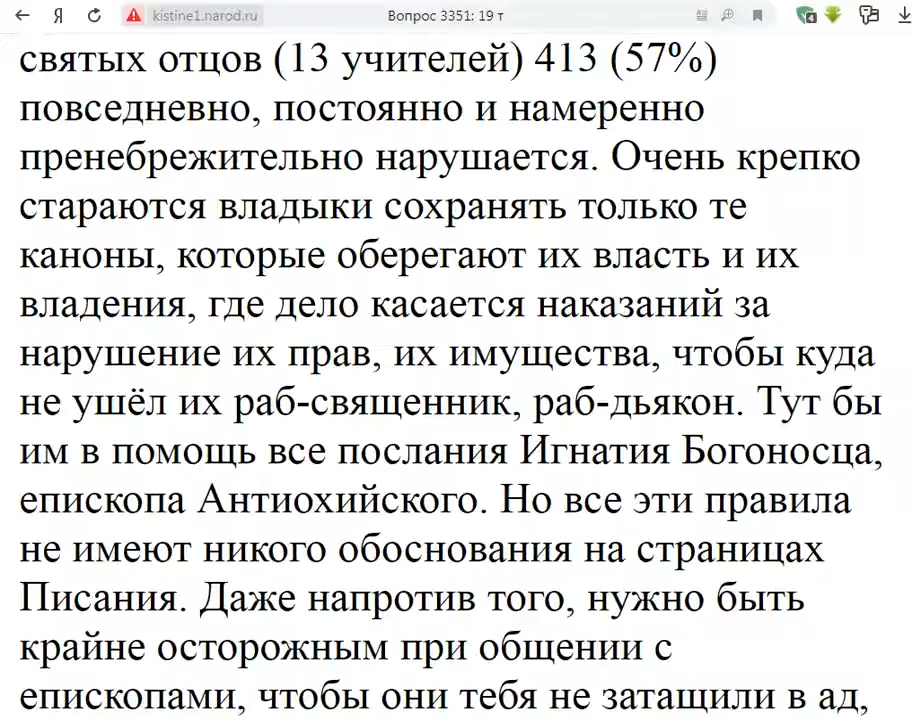 kistine1.narod.ru
Вопрос 3351: 19 т
4
святых отцов (13 учителей) 413 (57%)
повседневно, постоянно и намеренно
пренебрежительно нарушается. Очень крепко
стараются владыки сохранять только те
каноны, которые оберегают их власть и их
владения, где дело касается наказаний за
нарушение их прав, их имущества, чтобы куда
не ушёл их раб-священник, раб-дьякон. Тут бы
им в помощь все послания Игнатия Богоносца,
епископа Антиохийского. Но все эти правила
не имеют никого обоснования на страницах
Писания. Даже напротив того, нужно быть
крайне осторожным при общении с
епископами, чтобы они тебя не затащили в ад,